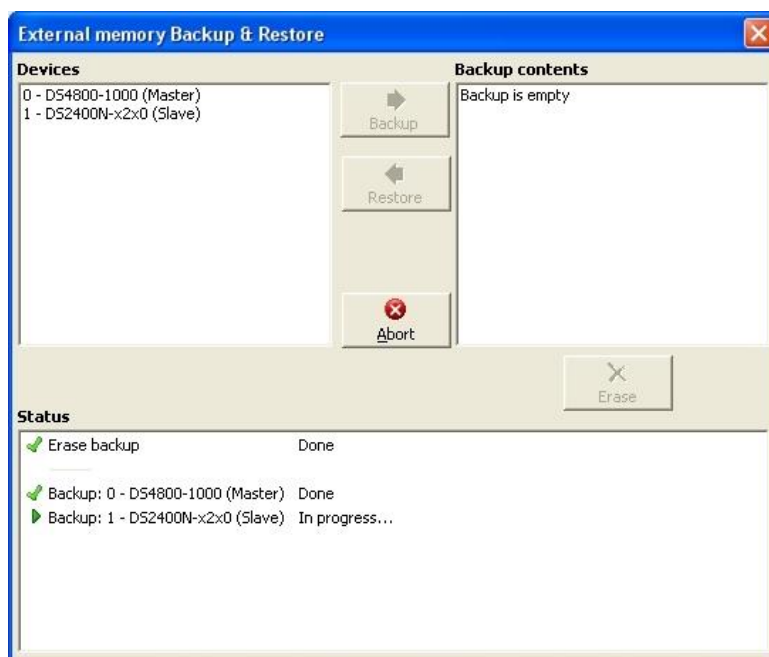 External memory Backup & Restore
Devices
0 - DS4800-1000 (Master)
1 - DS2400N-x2x0 (Slave)
Backup
Restore
Abort
Backup contents
Backup is empty
Erase
Status
Erase backup Done
Backup: 0 - DS4800-1000 (Master) Done
Backup: 1 - DS2400N-x2x0 (Slave) In progress...